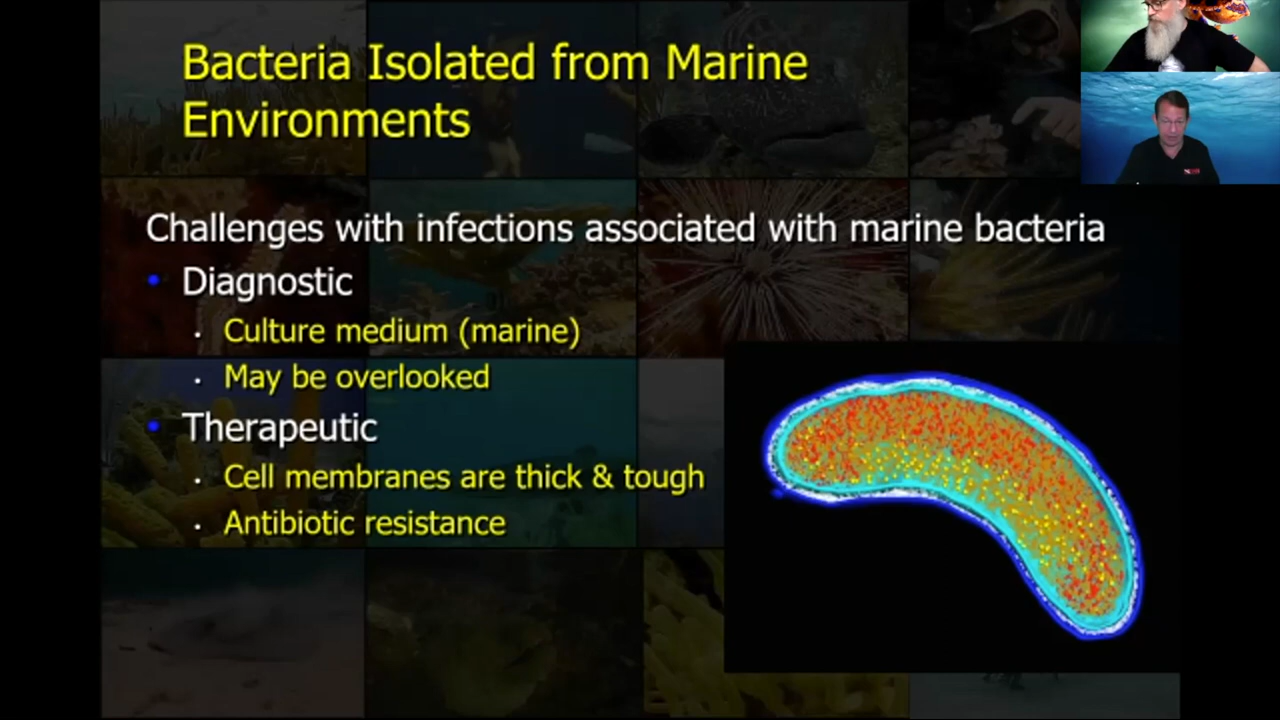 Bacteria Isolated from Marine
Environments
Challenges with infections associated with marine bacteria
Diagnostic
Culture medium (marine)
May be overlooked
Therapeutic
Cell membranes are thick & tough
Antibiotic resistance